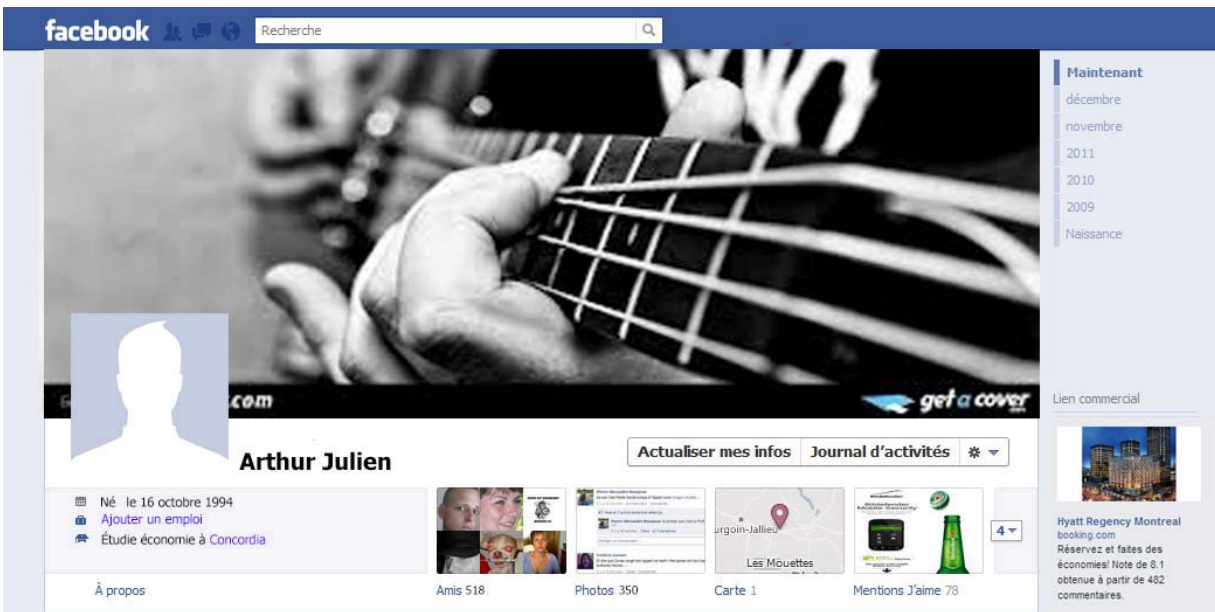 facebook
Recherche
Maintenant
décembre
novembre
2011
2010
2009
Naissance
.com
get a cover
.com
Lien commercial
Arthur Julien
Actualiser mes infos
Journal d'activités
Né le 16 octobre 1994
Ajouter un emploi
Étudie économie à Concordia
À propos
Amis 518
Photos 350
urgoin-Jallieu
Les Mouettes
Carte 1
Mentions J'aime 78
4
Hyatt Regency Montreal
booking.com
Réservez et faites des
économies! Note de 8.1
obtenue à partir de 482
commentaires.